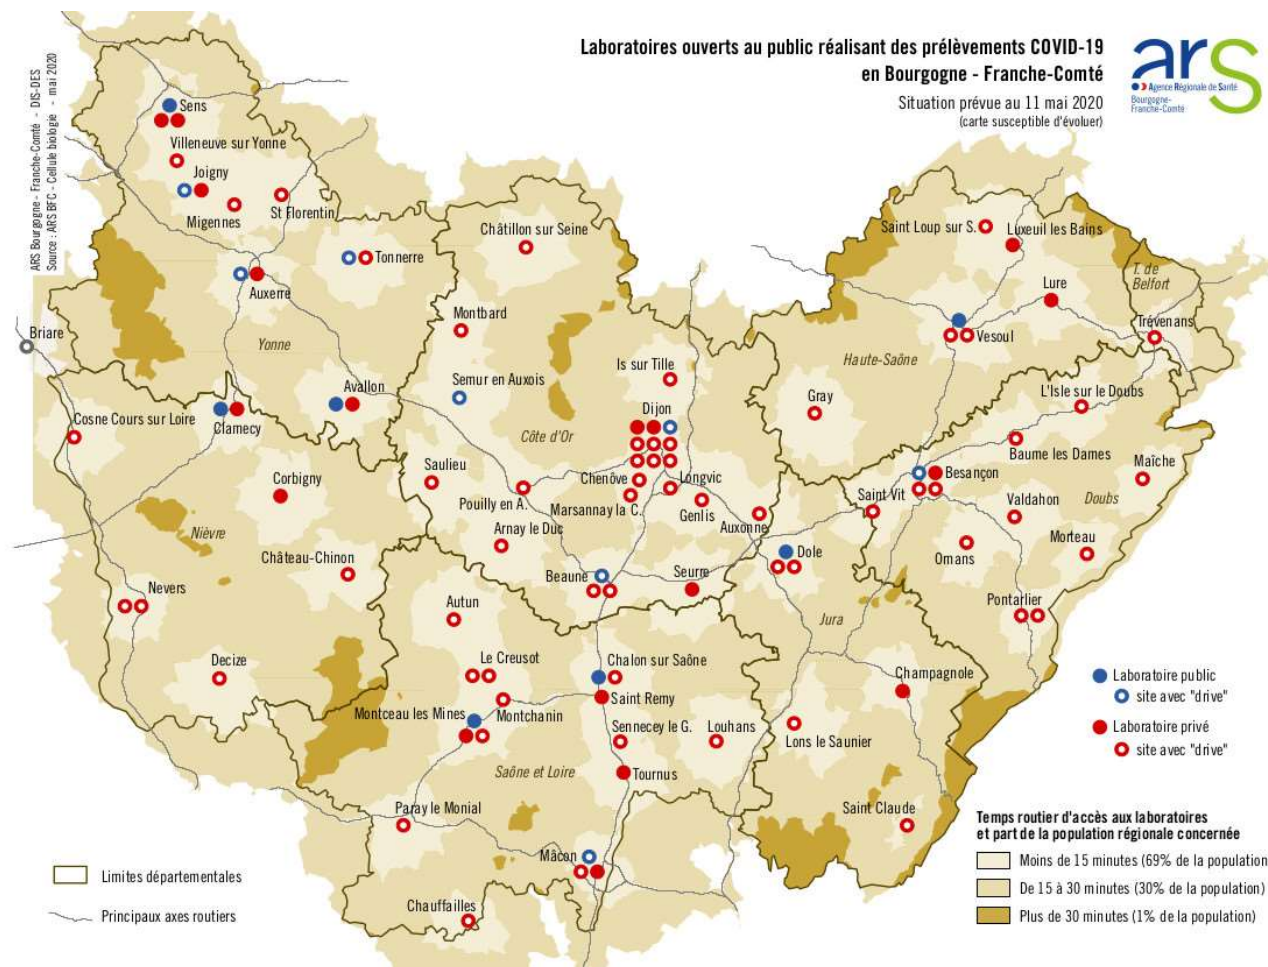 Laboratoires ouverts au public réalisant des prélèvements COVID-19
en Bourgogne - Franche-Comté
Situation prévue au 11 mai 2020
(carte susceptible d'évoluer)
ars
Agence Régionale de Santé
Bourgogne-
Franche-Comté
ARS Bourgogne - Franche-Comté - DIS-DES
Source : ARS BFC - Cellule biologie - mai 2020
Sens
Villeneuve sur Yonne
Joigny
Migennes
St Florentin
Tonnerre
Auxerre
Yonne
Briare
Avallon
Clamecy
Cosne Cours sur Loire
Corbigny
Nièvre
Château-Chinon
Nevers
Decize
Châtillon sur Seine
Montbard
Semur en Auxois
Is sur Tille
Dijon
Côte d'Or
Saulieu
Pouilly en A.
Chenôve
Longvic
Marsannay la C.
Genlis
Auxonne
Arnay le Duc
Beaune
Seurre
Saint Loup sur S.
Luxeuil les Bains
T. de
Belfort
Lure
Trévenans
Vesoul
Haute-Saône
Gray
L'Isle sur le Doubs
Baume les Dames
Maîche
Besançon
Saint Vit
Valdahon
Doubs
Morteau
Ornans
Pontarlier
Dole
Jura
Champagnole
Lons le Saunier
Saint Claude
Autun
Le Creusot
Montchanin
Montceau les Mines
Chalon sur Saône
Saint Remy
Sennecey le G.
Louhans
Saône et Loire
Tournus
Paray le Monial
Mâcon
Chauffailles
Laboratoire public
site avec "drive"
Laboratoire privé
site avec "drive"
Temps routier d'accès aux laboratoires
et part de la population régionale concernée
Moins de 15 minutes (69% de la population
De 15 à 30 minutes (30% de la population)
Plus de 30 minutes (1% de la population)
Limites départementales
Principaux axes routiers